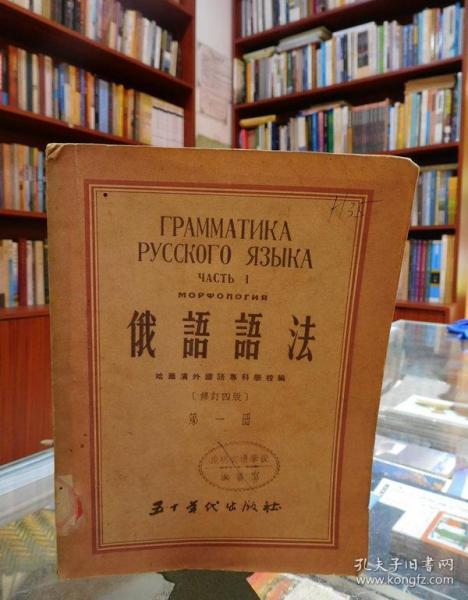 ГРАММАТИКА
РУССКОГО ЯЗЫКА
ЧАСТЬ I
МОРФОЛОГИЯ
俄語語法
哈爾濱外國語專科學校編
〔修訂四版〕
第一冊
五十年代出版社
孔夫子旧书网
www.kongfz.com